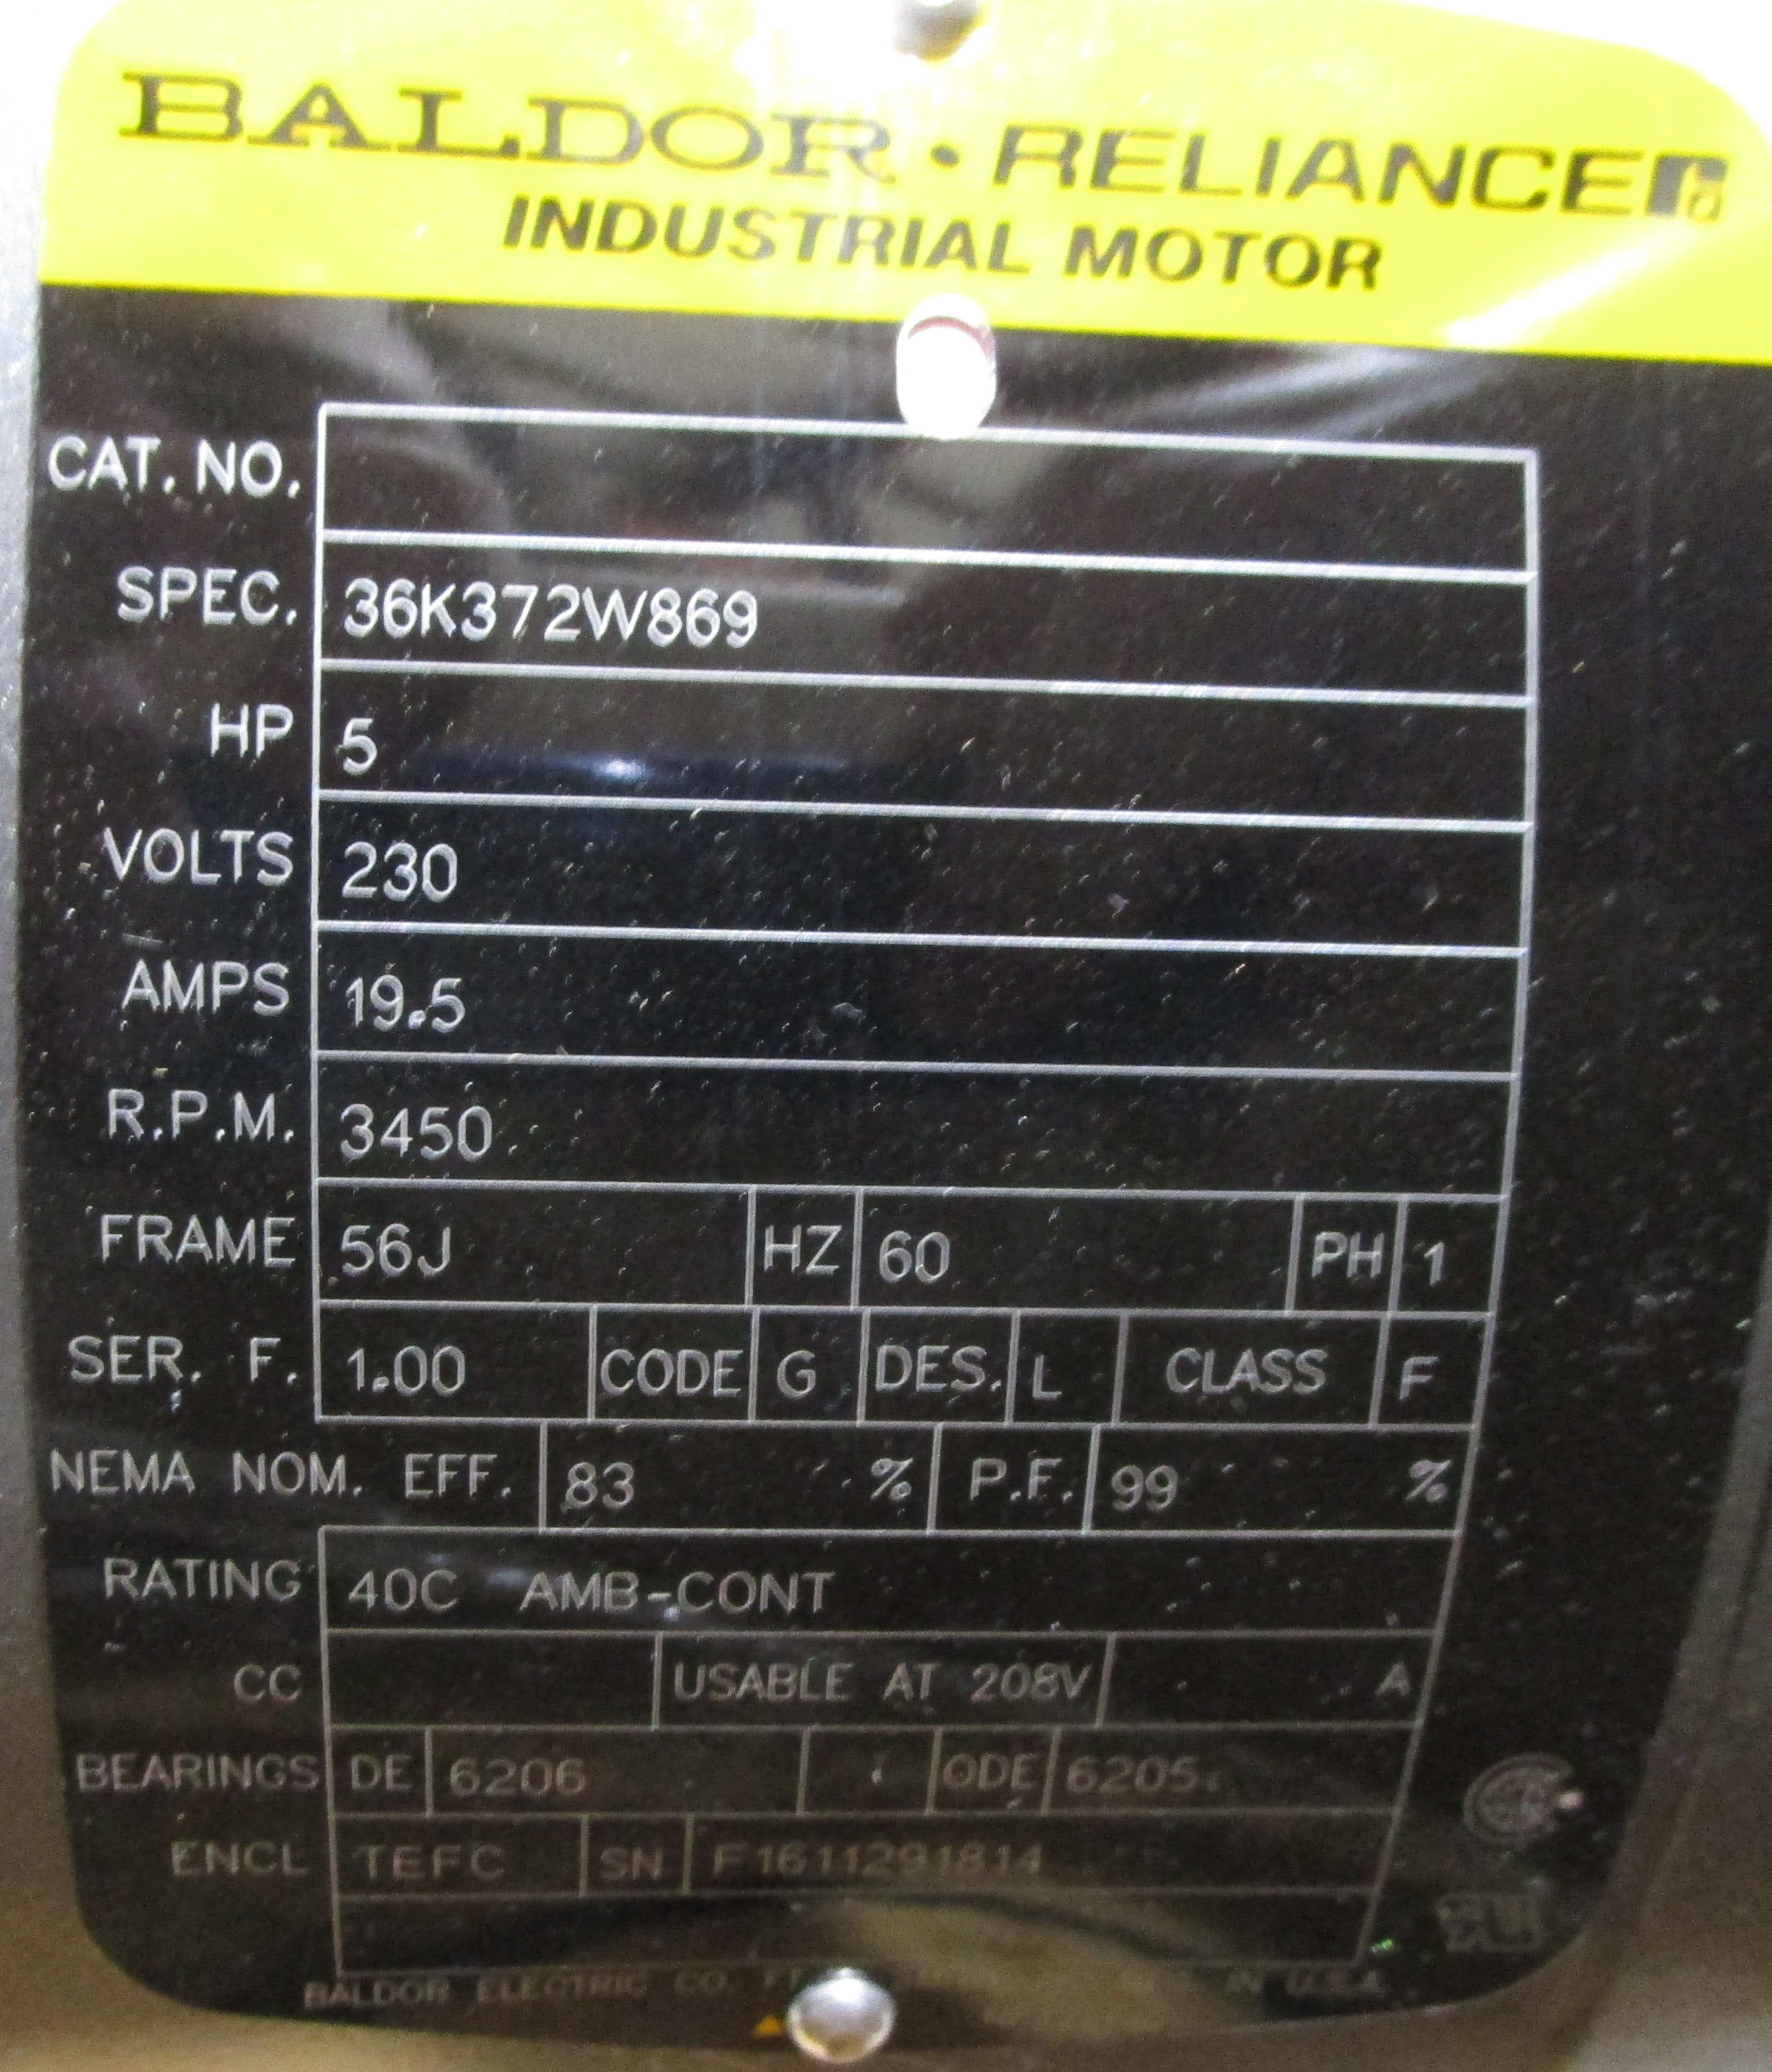 BALDOR • RELIANCE
INDUSTRIAL MOTOR
CAT. NO.
SPEC. 36K372W869
HP 5
VOLTS 230
AMPS 19.5
R.P.M. 3450
FRAME 56J HZ 60 PH 1
SER. F. 1.00 CODE G DES. L CLASS F
NEMA NOM. EFF. 83 % P.F. 99 %
RATING 40C AMB-CONT
CC USABLE AT 208V A
BEARINGS DE 6206 ODE 6205
ENCL TEFC SN F1611291814
BALDOR ELECTRIC CO. IN U.S.A.